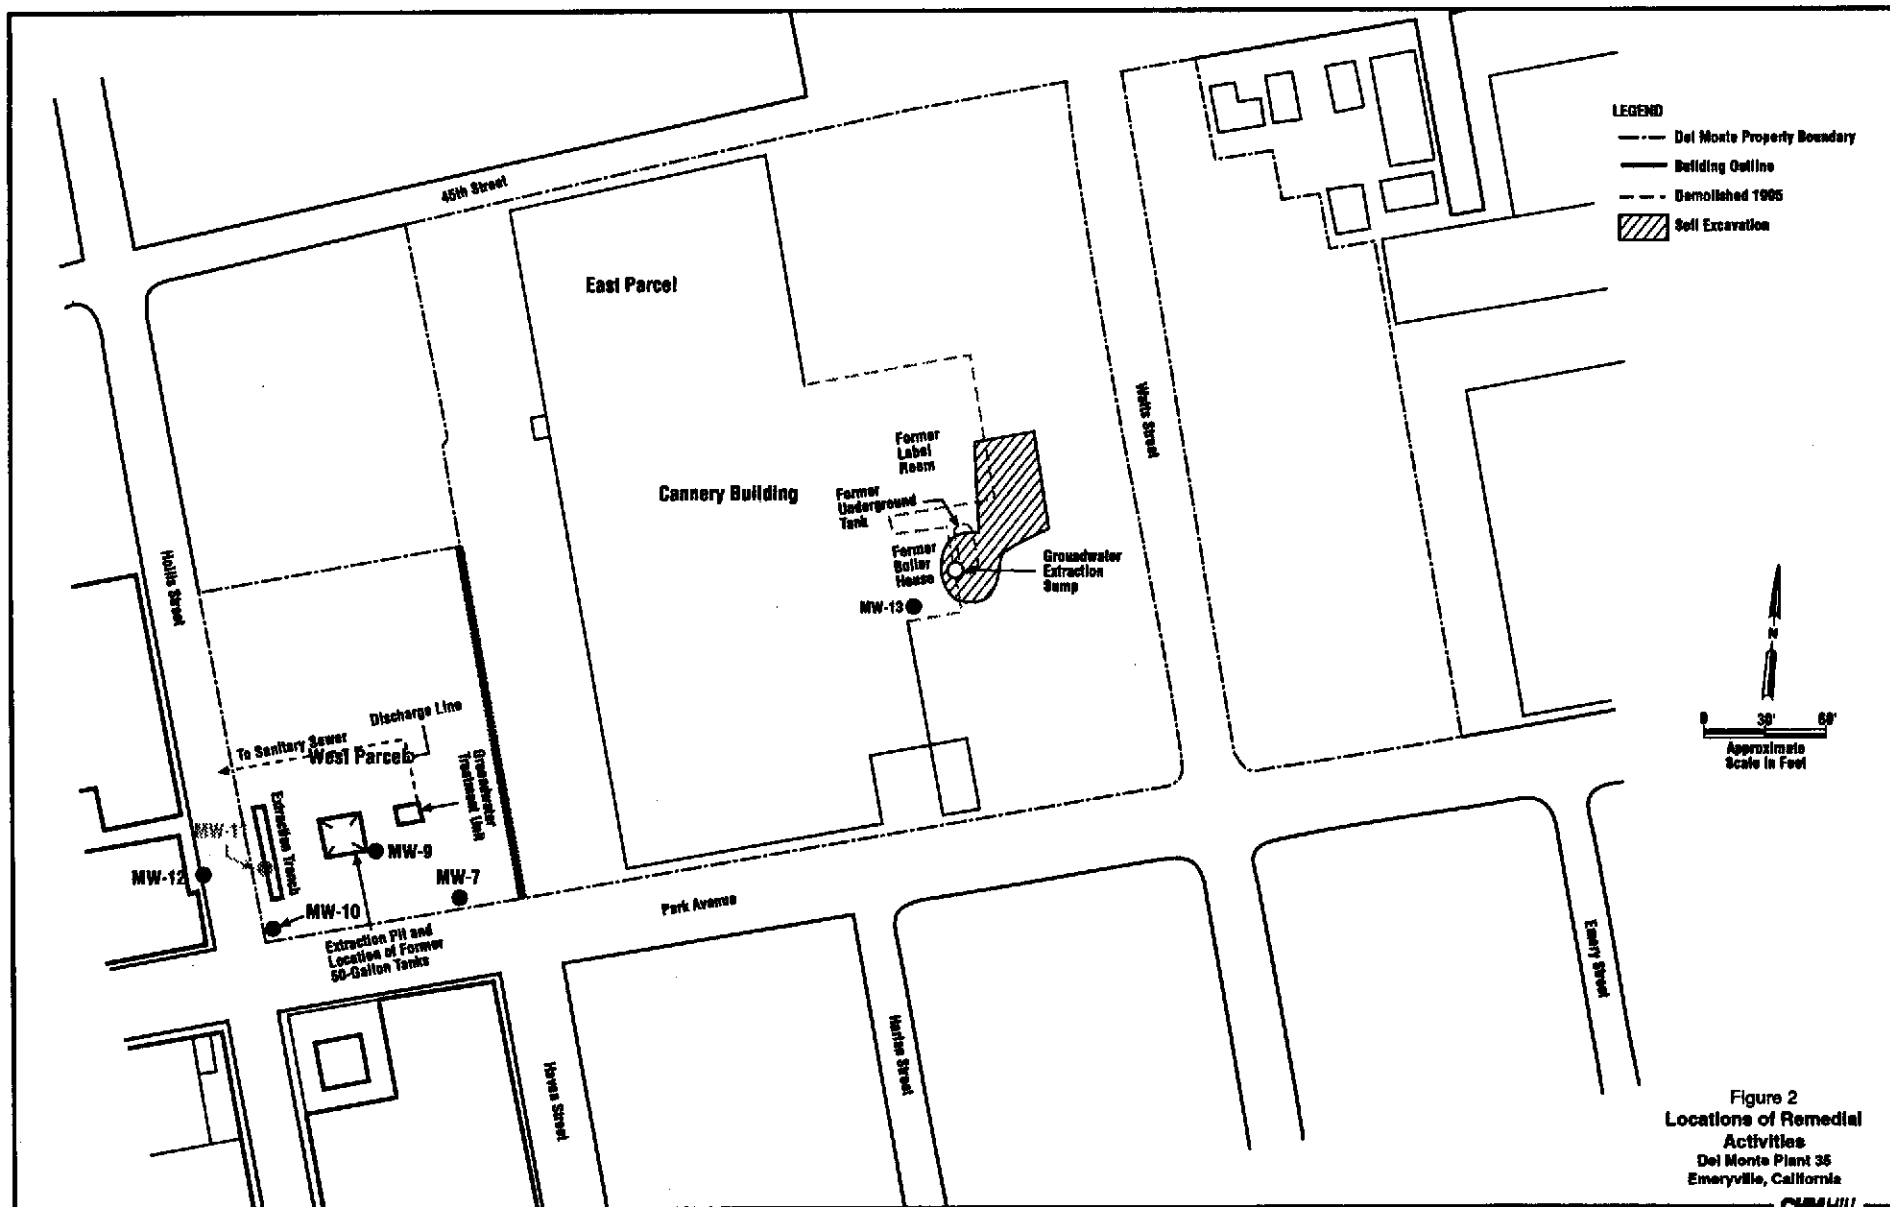 45th Street
East Parcel
LEGEND
Del Monte Property Boundary
Building Outline
Demolished 1995
Soil Excavation
Watts Street
Former
Label
Room
Cannery Building
Former
Underground
Tank
Former
Boiler
House
Groundwater
Extraction
Sump
MW-13
Hollis Street
N
0 30' 60'
Approximate
Scale in Feet
Discharge Line
To Sanitary Sewer
West Parcel
Groundwater
Treatment Unit
Extraction Trench
MW-9
MW-12
MW-7
MW-10
Extraction Pit and
Location of Former
50-Gallon Tanks
Park Avenue
Emery Street
Harlan Street
Haven Street
Figure 2
Locations of Remedial
Activities
Del Monte Plant 35
Emeryville, California
CH2M HILL